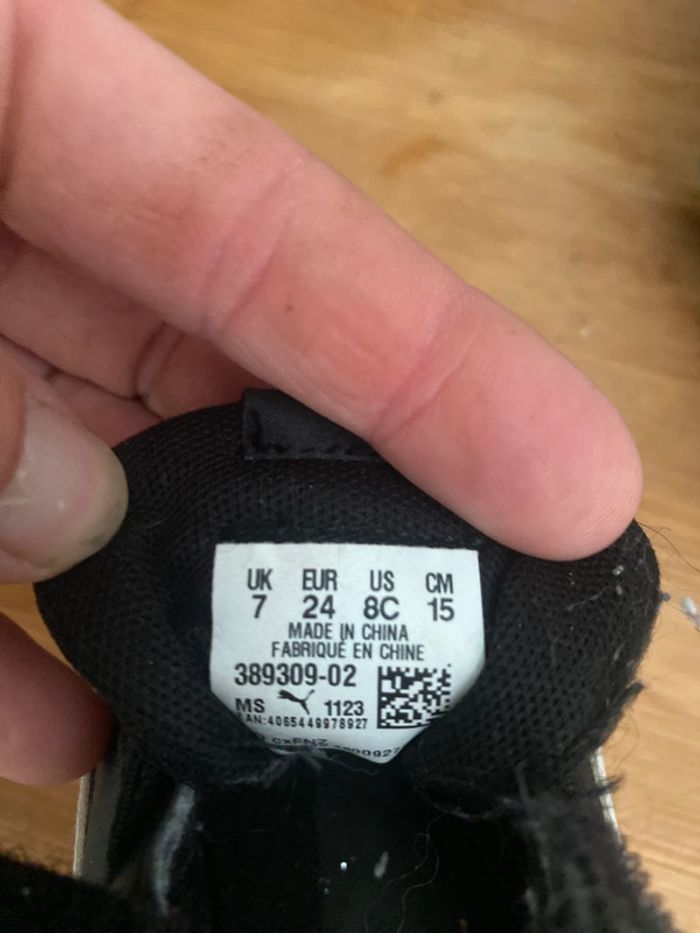 UK EUR US CM
7 24 8C 15
MADE IN CHINA
FABRIQUÉ EN CHINE
389309-02
MS 1123
EAN:4065449978927